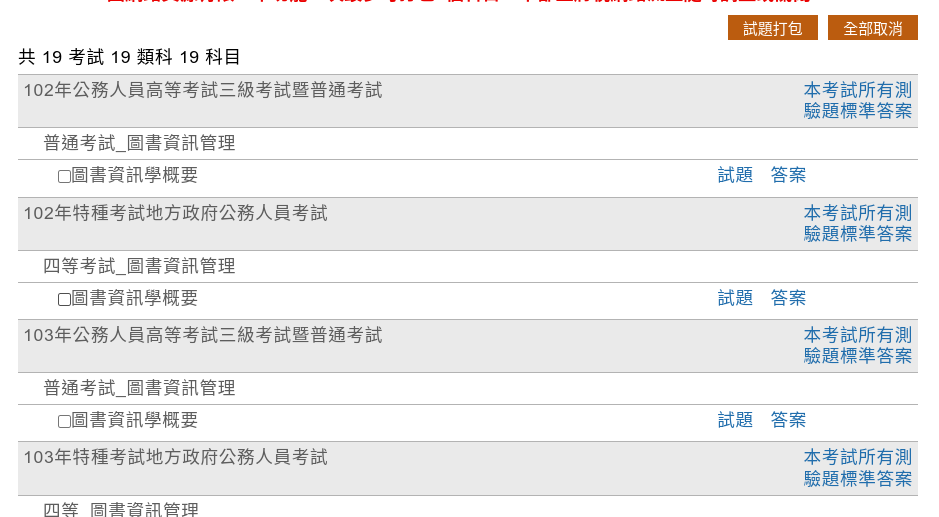 試題打包 全部取消
共 19 考試 19 類科 19 科目
102年公務人員高等考試三級考試暨普通考試 本考試所有測
驗題標準答案
普通考試_圖書資訊管理
圖書資訊學概要 試題 答案
102年特種考試地方政府公務人員考試 本考試所有測
驗題標準答案
四等考試_圖書資訊管理
圖書資訊學概要 試題 答案
103年公務人員高等考試三級考試暨普通考試 本考試所有測
驗題標準答案
普通考試_圖書資訊管理
圖書資訊學概要 試題 答案
103年特種考試地方政府公務人員考試 本考試所有測
驗題標準答案
四等_圖書資訊管理